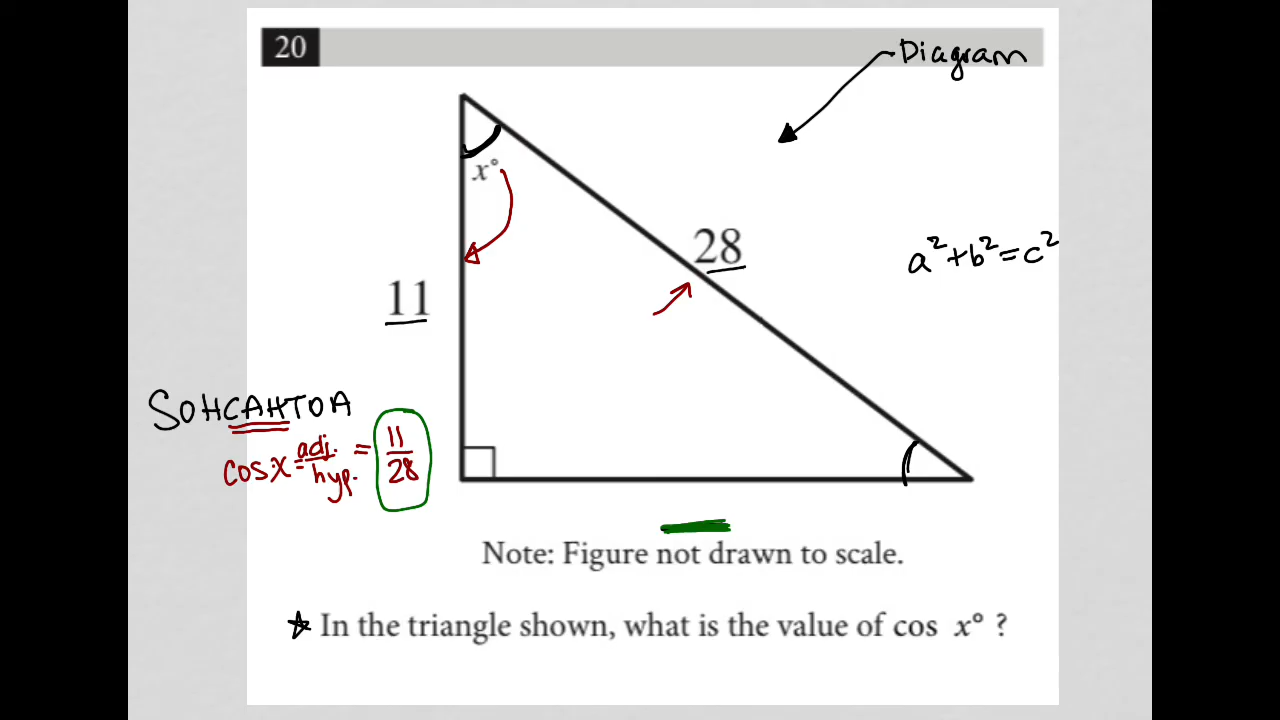 20
Diagram
x°
28
a²+b²=c²
11
SOHCAHTOA
cosx = adj. / hyp. = 11/28
Note: Figure not drawn to scale.
☆ In the triangle shown, what is the value of cos x° ?